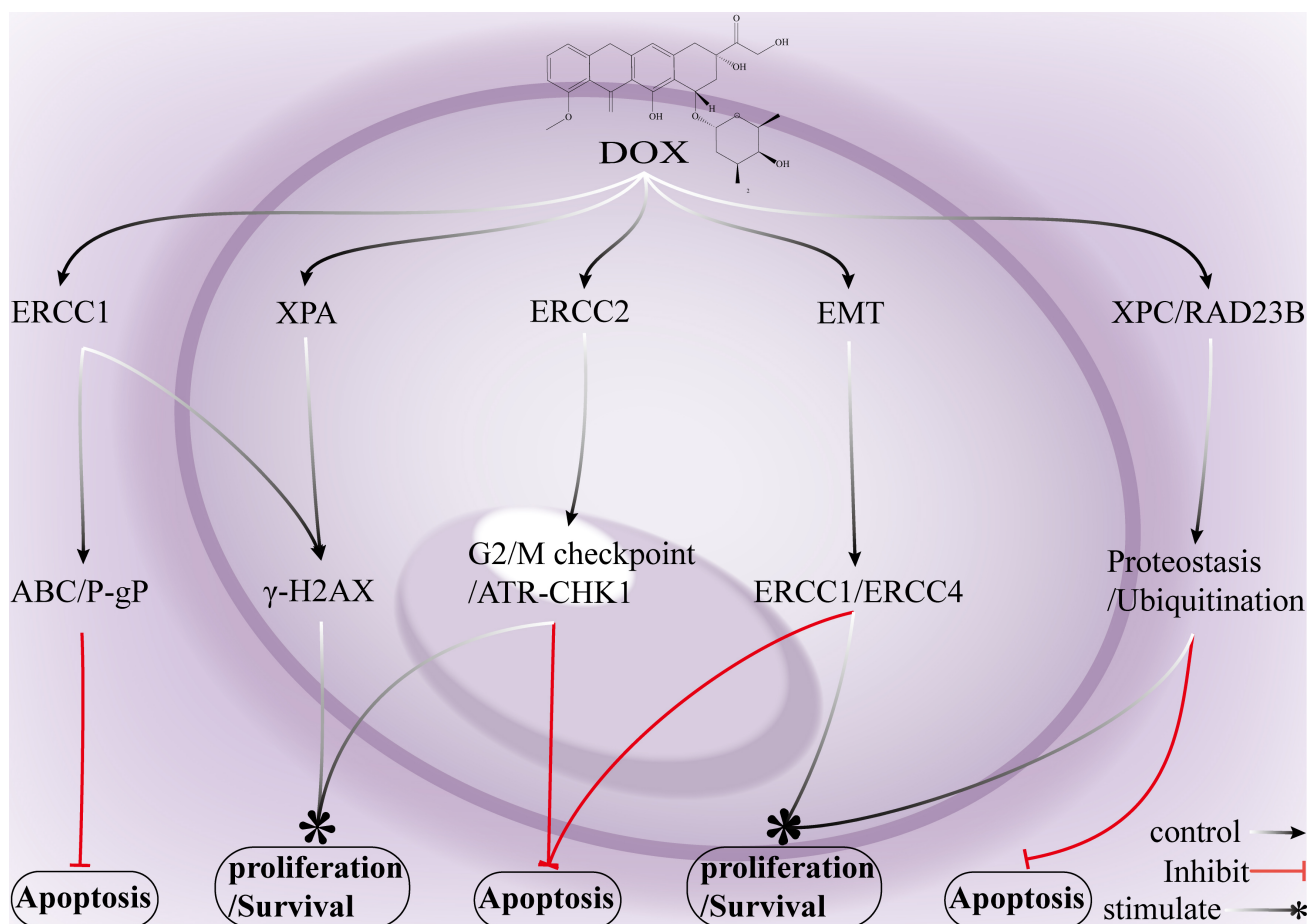 O
OH
OH
H
O
OH
O
O
OH
2
DOX
ERCC1
XPA
ERCC2
EMT
XPC/RAD23B
ABC/P-gP
γ-H2AX
G2/M checkpoint
/ATR-CHK1
ERCC1/ERCC4
Proteostasis
/Ubiquitination
Apoptosis
proliferation
/Survival
Apoptosis
proliferation
/Survival
Apoptosis
control
Inhibit
stimulate